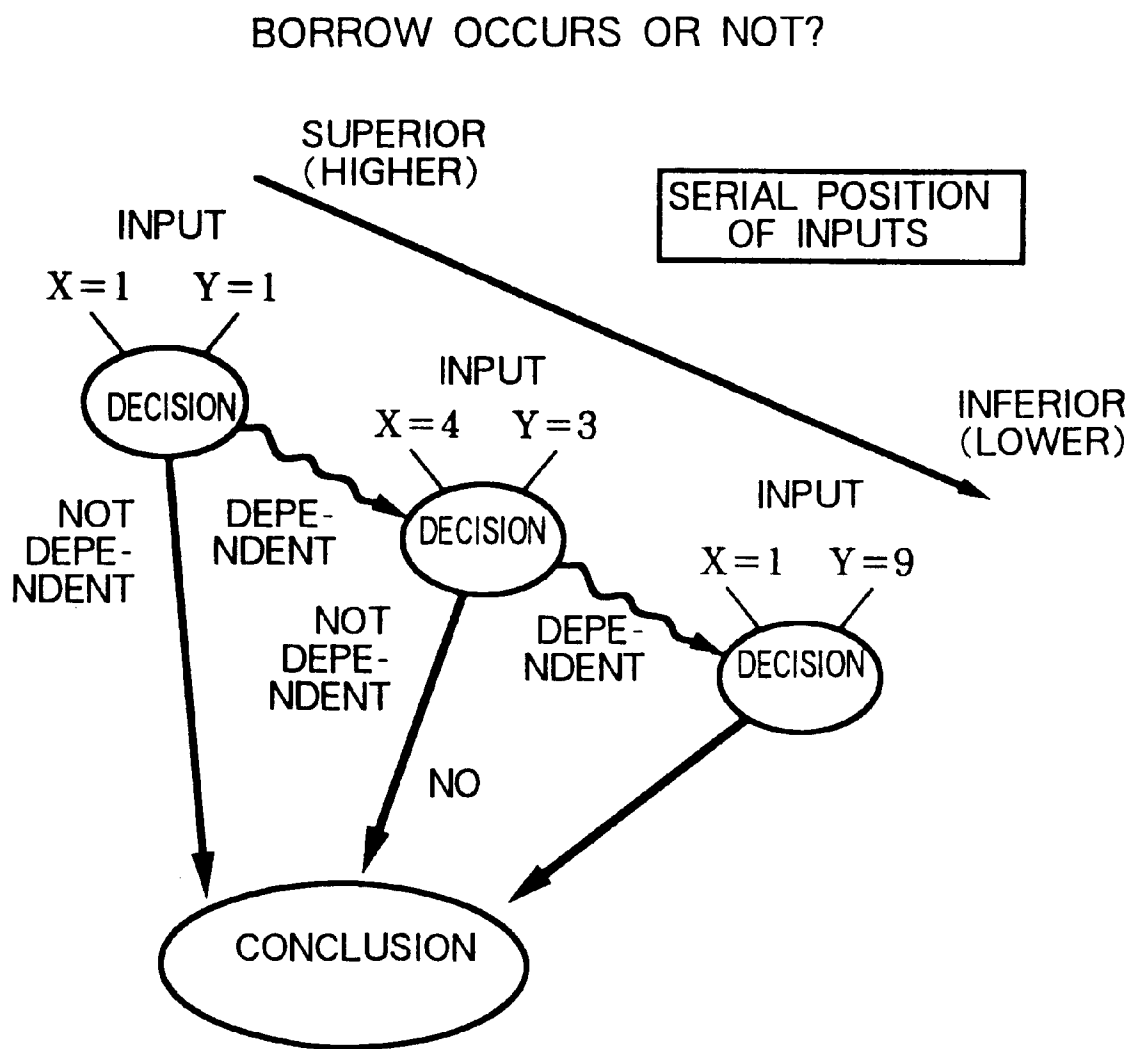 BORROW OCCURS OR NOT?
SUPERIOR
(HIGHER)
SERIAL POSITION
OF INPUTS
INPUT
X=1 Y=1
DECISION
INPUT
X=4 Y=3
DECISION
INFERIOR
(LOWER)
INPUT
X=1 Y=9
DECISION
NOT
DEPE-
NDENT
DEPE-
NDENT
NOT
DEPE-
NDENT
DEPE-
NDENT
NO
CONCLUSION